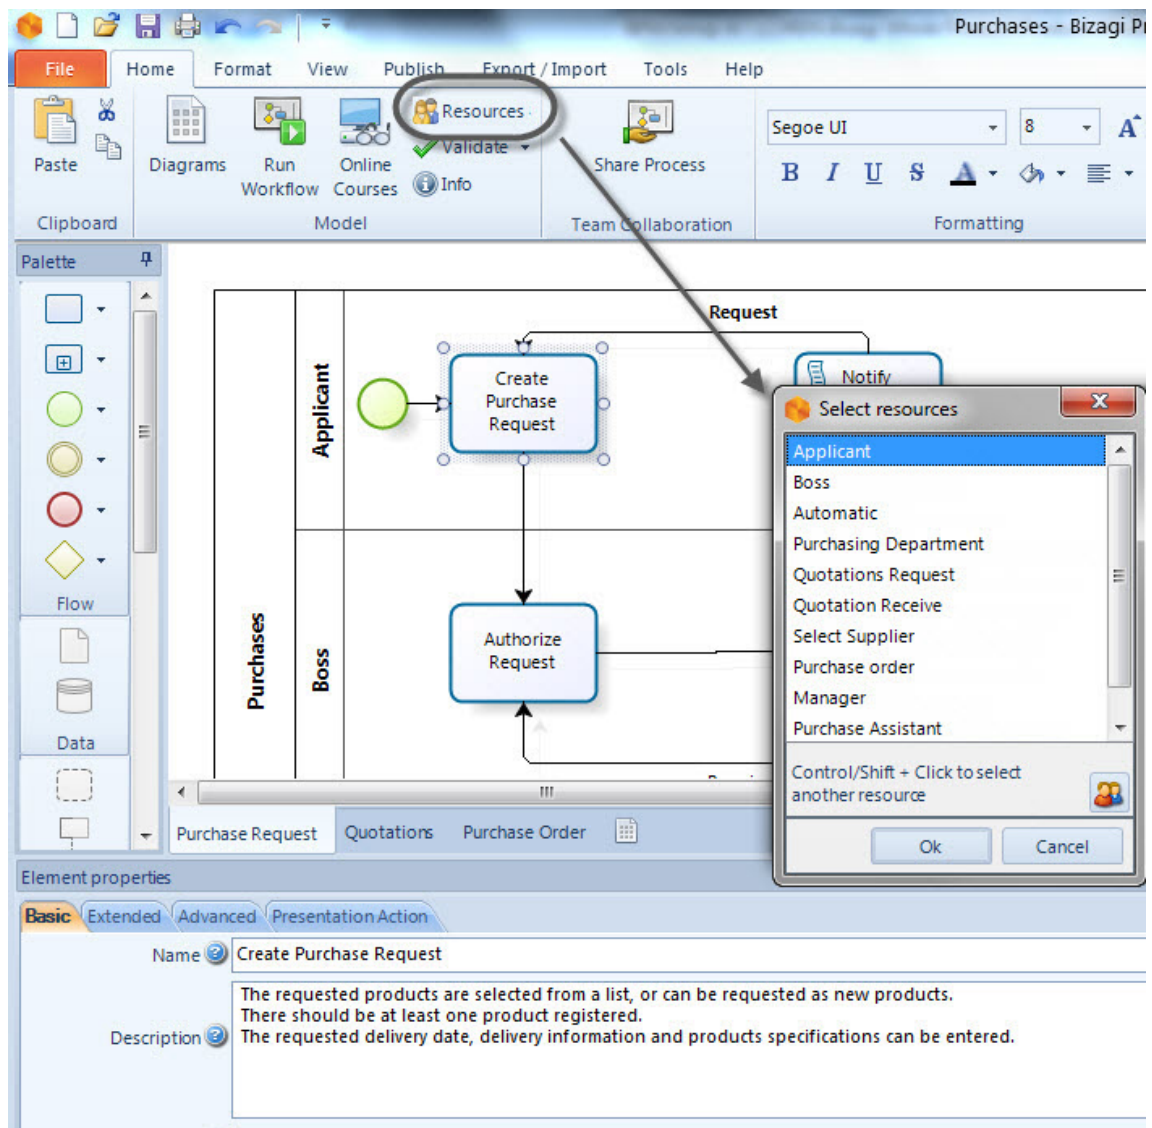 Purchases - Bizagi Pr
File Home Format View Publish Export / Import Tools Help
Resources
Validate
Info
Paste Diagrams Run Workflow Online Courses Share Process
Segoe UI 8 A
B I U S A
Clipboard Model Team Collaboration Formatting
Palette
Flow
Data
Purchases
Applicant
Boss
Request
Create
Purchase
Request
Notify
Authorize
Request
Select resources
Applicant
Boss
Automatic
Purchasing Department
Quotations Request
Quotation Receive
Select Supplier
Purchase order
Manager
Purchase Assistant
Control/Shift + Click to select
another resource
Ok Cancel
Purchase Request Quotations Purchase Order
Element properties
Basic Extended Advanced Presentation Action
Name Create Purchase Request
Description The requested products are selected from a list, or can be requested as new products.
There should be at least one product registered.
The requested delivery date, delivery information and products specifications can be entered.